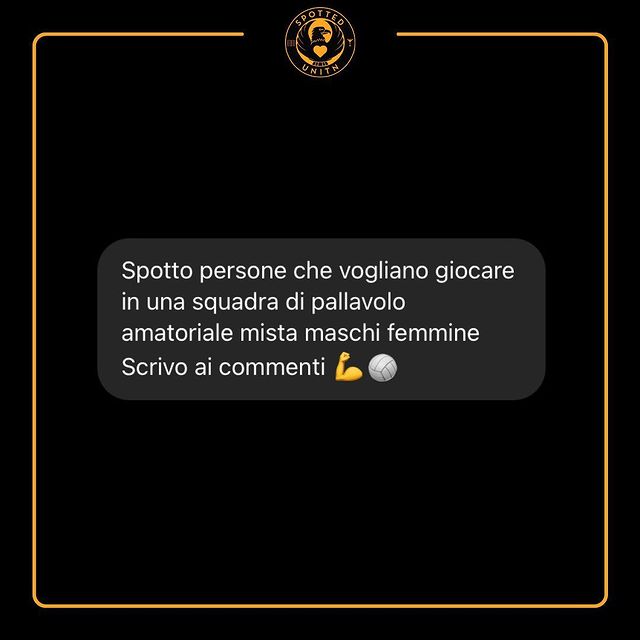 SPOTTED
UNITN
Spotto persone che vogliano giocare
in una squadra di pallavolo
amatoriale mista maschi femmine
Scrivo ai commenti 💪🏐